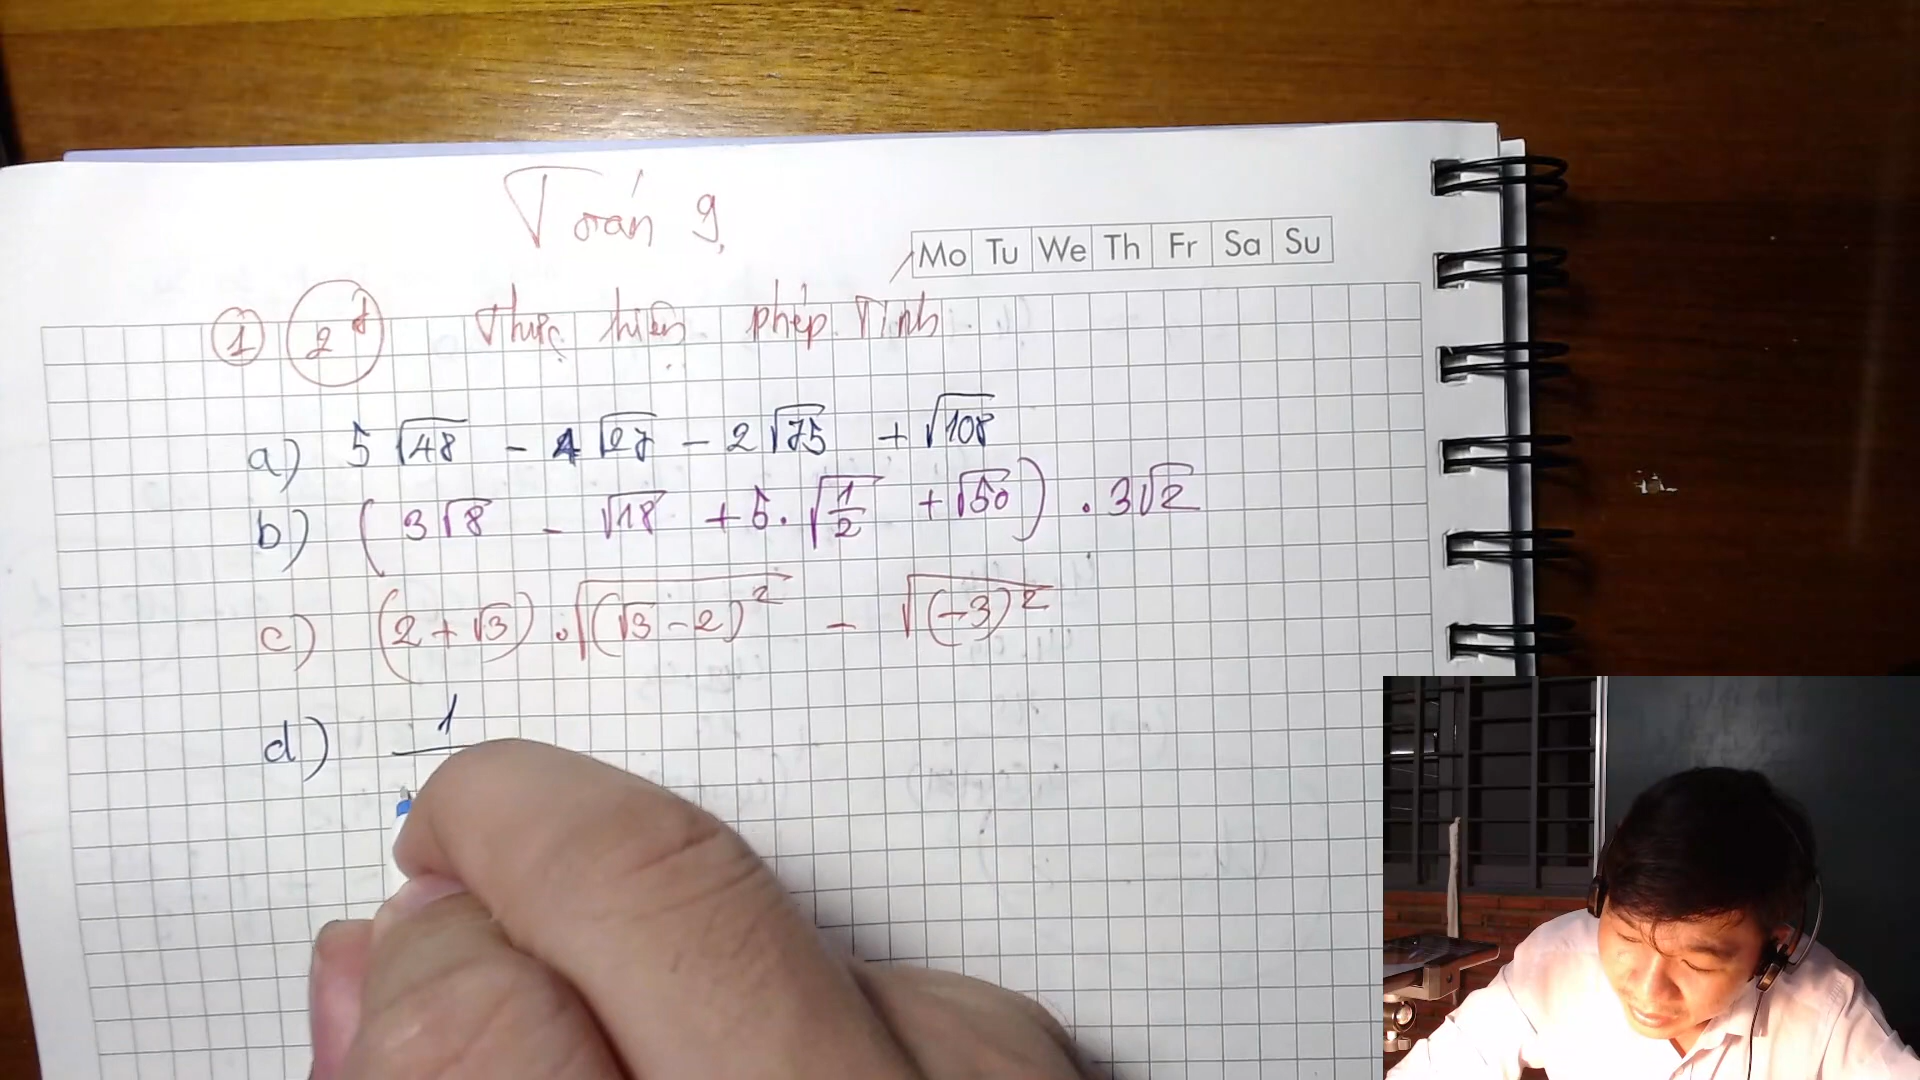 Toán 9
Mo Tu We Th Fr Sa Su
① 2đ Thực hiện phép Tính
a) 5√48 - 4√27 - 2√75 + √108
b) (3√8 - √18 + 5.√(1/2) + √50) . 3√2
c) (2 + √3) . √(√3 - 2)² - √(-3)²
d) 1